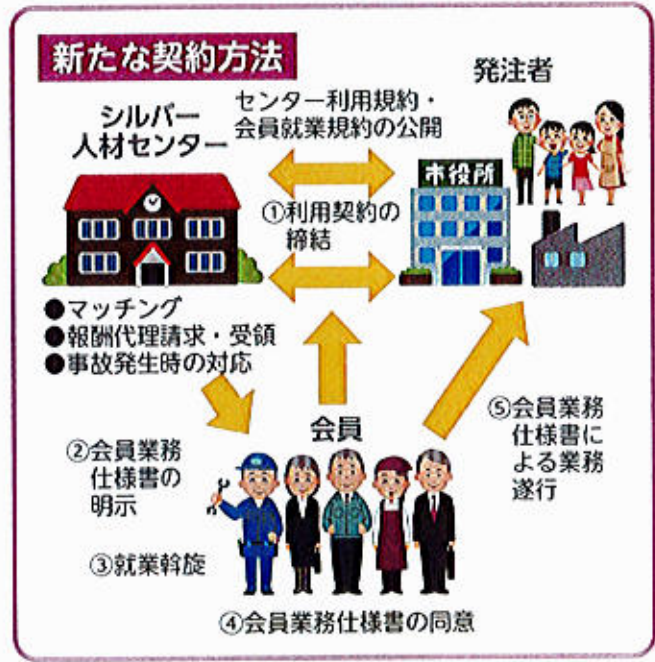 新たな契約方法
発注者
シルバー
人材センター
センター利用規約・
会員就業規約の公開
市役所
①利用契約の
締結
●マッチング
●報酬代理請求・受領
●事故発生時の対応
会員
②会員業務
仕様書の
明示
③就業斡旋
④会員業務仕様書の同意
⑤会員業務
仕様書に
よる業務
遂行